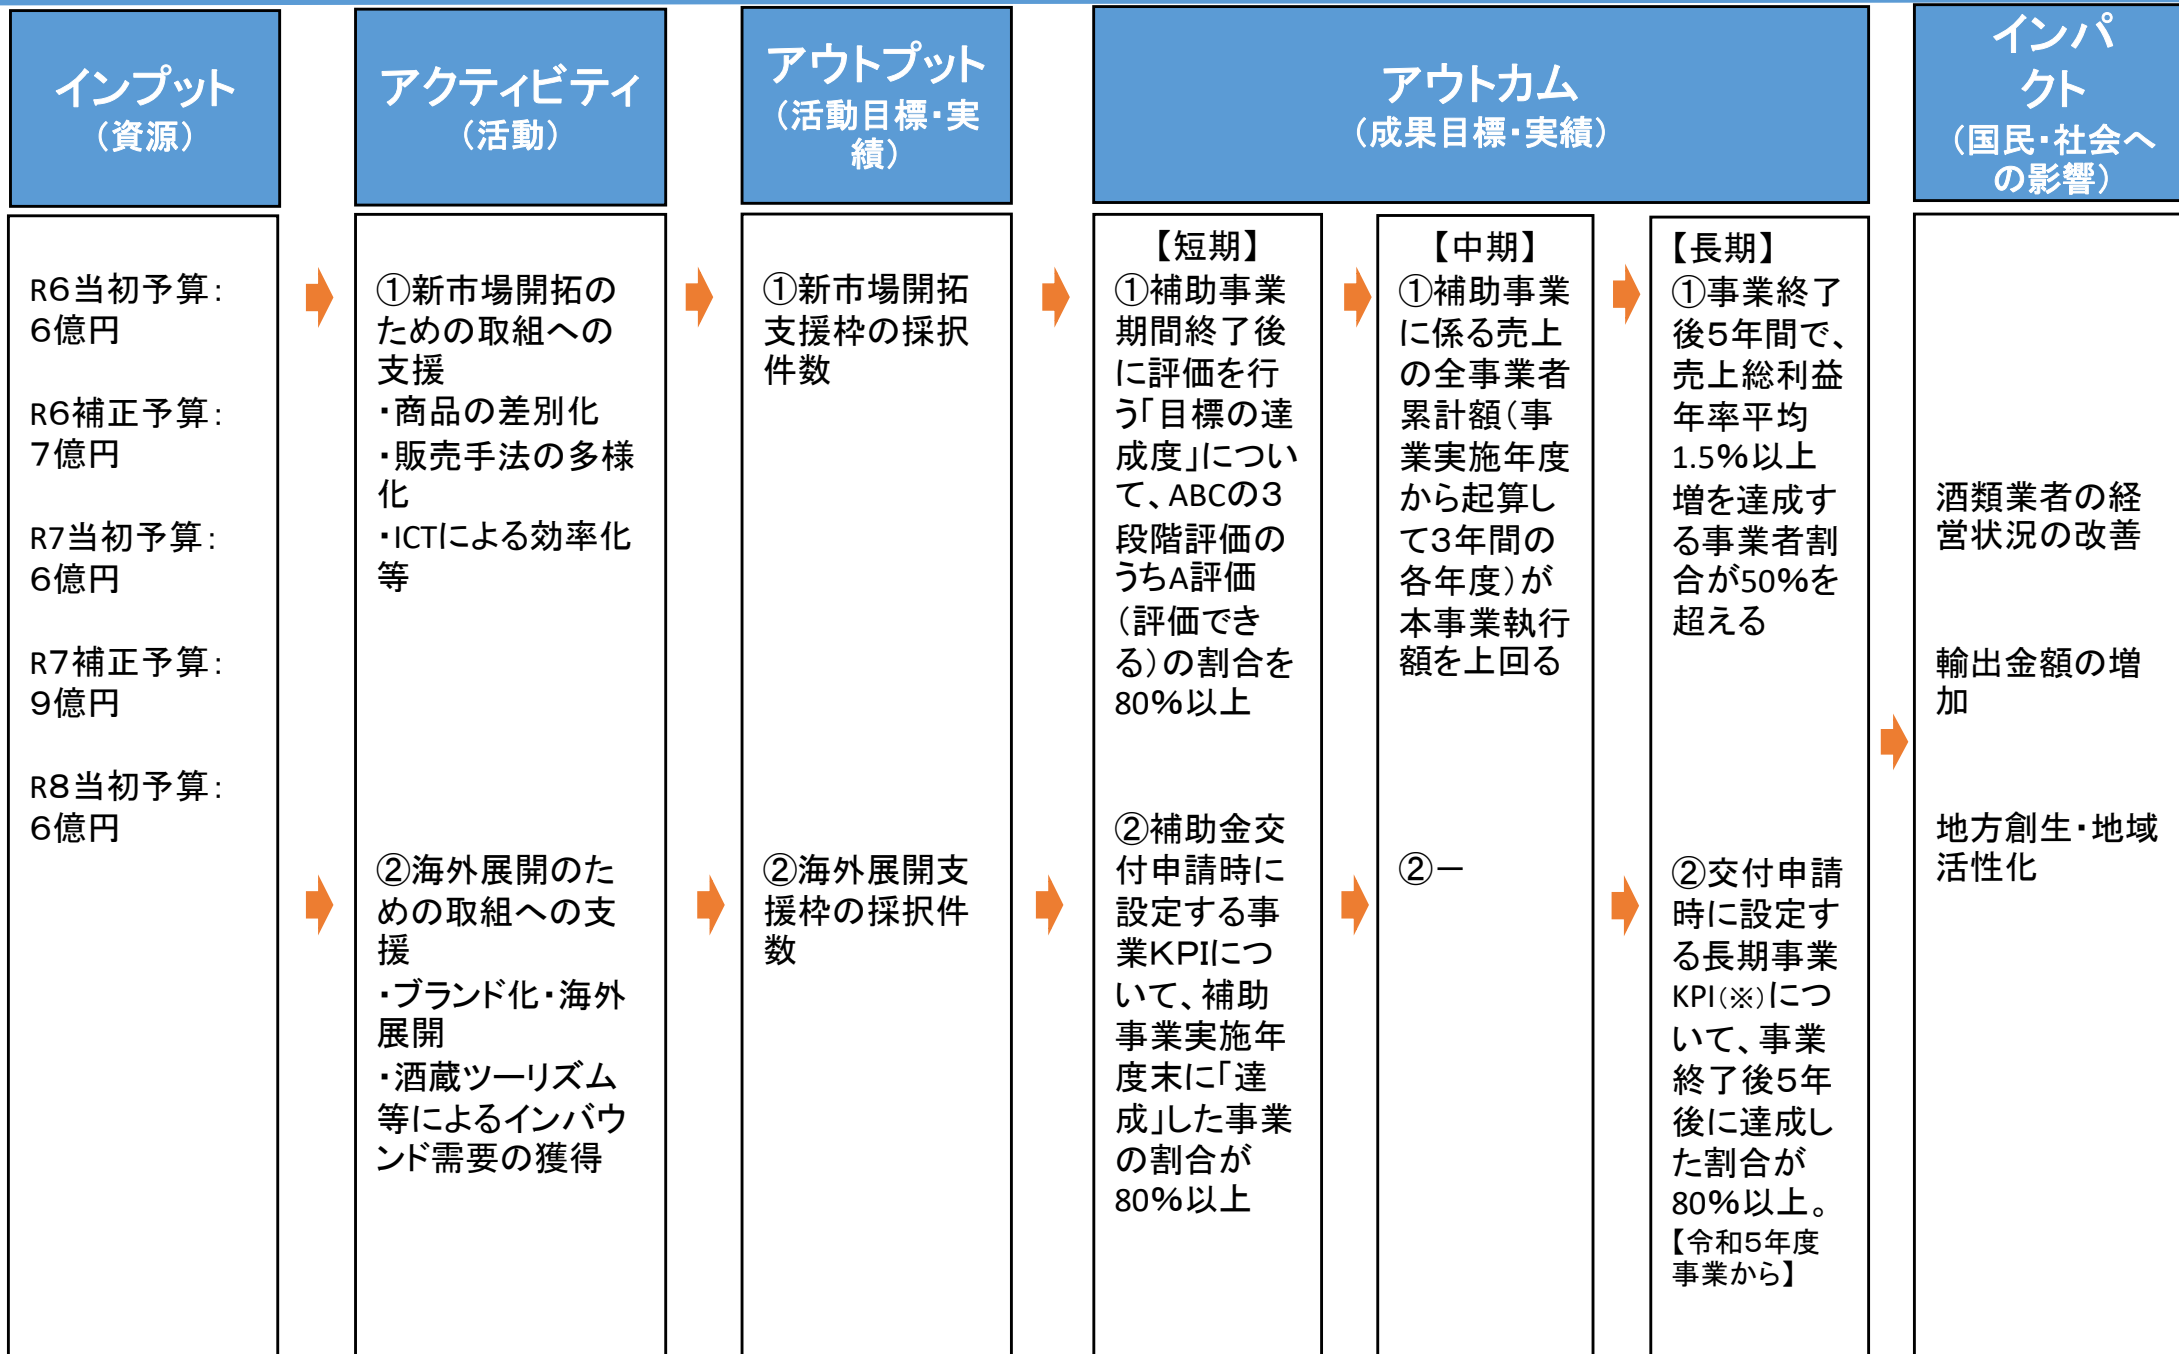 インプット
（資源）
アクティビティ
（活動）
アウトプット
（活動目標・実
績）
アウトカム
（成果目標・実績）
インパ
クト
（国民・社会へ
の影響）
R６当初予算：
６億円
R６補正予算：
７億円
R7当初予算：
６億円
R７補正予算：
９億円
R８当初予算：
６億円
①新市場開拓の
ための取組への
支援
・商品の差別化
・販売手法の多様
化
・ICTによる効率化
等
②海外展開のた
めの取組への支
援
・ブランド化・海外
展開
・酒蔵ツーリズム
等によるインバウ
ンド需要の獲得
①新市場開拓
支援枠の採択
件数
②海外展開支
援枠の採択件
数
【短期】
①補助事業
期間終了後
に評価を行
う「目標の達
成度」につい
て、ABCの３
段階評価の
うちA評価
（評価でき
る）の割合を
80％以上
②補助金交
付申請時に
設定する事
業ＫＰＩにつ
いて、補助
事業実施年
度末に「達
成」した事業
の割合が
80％以上
【中期】
①補助事業
に係る売上
の全事業者
累計額（事
業実施年度
から起算し
て３年間の
各年度）が
本事業執行
額を上回る
②－
【長期】
①事業終了
後５年間で、
売上総利益
年率平均
1.5％以上
増を達成す
る事業者割
合が50％を
超える
②交付申請
時に設定す
る長期事業
KPI（※）につ
いて、事業
終了後５年
後に達成し
た割合が
80％以上。
【令和５年度
事業から】
酒類業者の経
営状況の改善
輸出金額の増
加
地方創生・地域
活性化